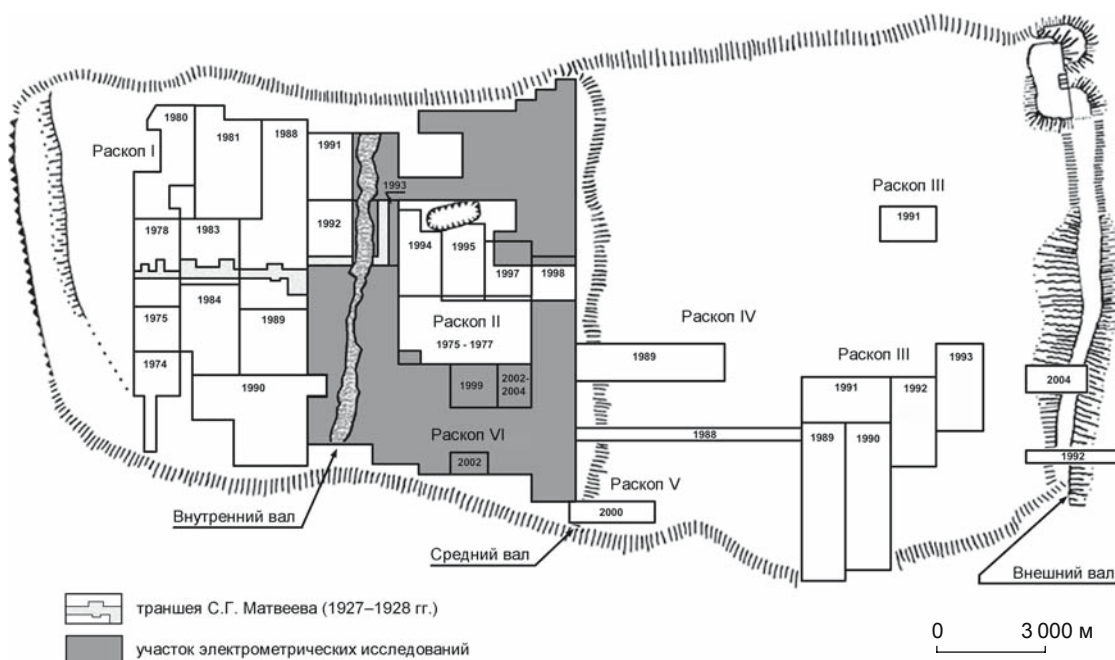 1980
1981
1988
1991
Раскоп I
1993
Раскоп III
1991
1978
1983
1992
1994
1995
1997
1998
1984
1975
1989
Раскоп II
1975 - 1977
Раскоп IV
1989
Раскоп III
1993
1974
1990
1999
2002-
2004
1991
1992
2004
Раскоп VI
1988
1989
1990
2002
1992
Раскоп V
2000
Внутренний вал
Средний вал
Внешний вал
траншея С.Г. Матвеева (1927–1928 гг.)
участок электрометрических исследований
0 3 000 м